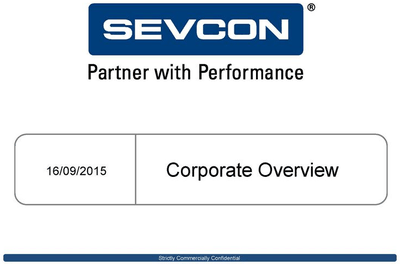 SEVCON®
Partner with Performance
16/09/2015
Corporate Overview
Strictly Commercially Confidential